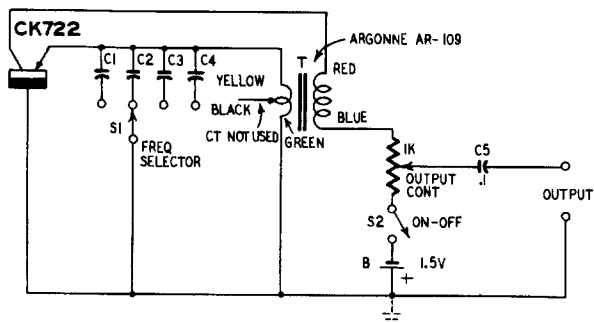 CK722
C1
C2
C3
C4
T
ARGONNE AR-109
RED
YELLOW
BLACK
BLUE
CT NOT USED
GREEN
S1
FREQ
SELECTOR
1K
OUTPUT
CONT
C5
.1
OUTPUT
S2
ON-OFF
B
1.5V
+